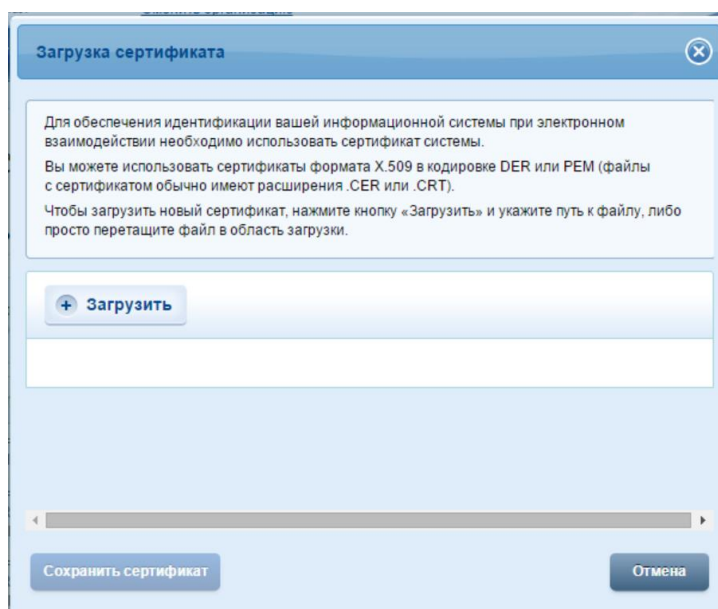 Загрузка сертификата
Для обеспечения идентификации вашей информационной системы при электронном
взаимодействии необходимо использовать сертификат системы.
Вы можете использовать сертификаты формата X.509 в кодировке DER или PEM (файлы
с сертификатом обычно имеют расширения .CER или .CRT).
Чтобы загрузить новый сертификат, нажмите кнопку «Загрузить» и укажите путь к файлу, либо
просто перетащите файл в область загрузки.
Загрузить
Сохранить сертификат
Отмена